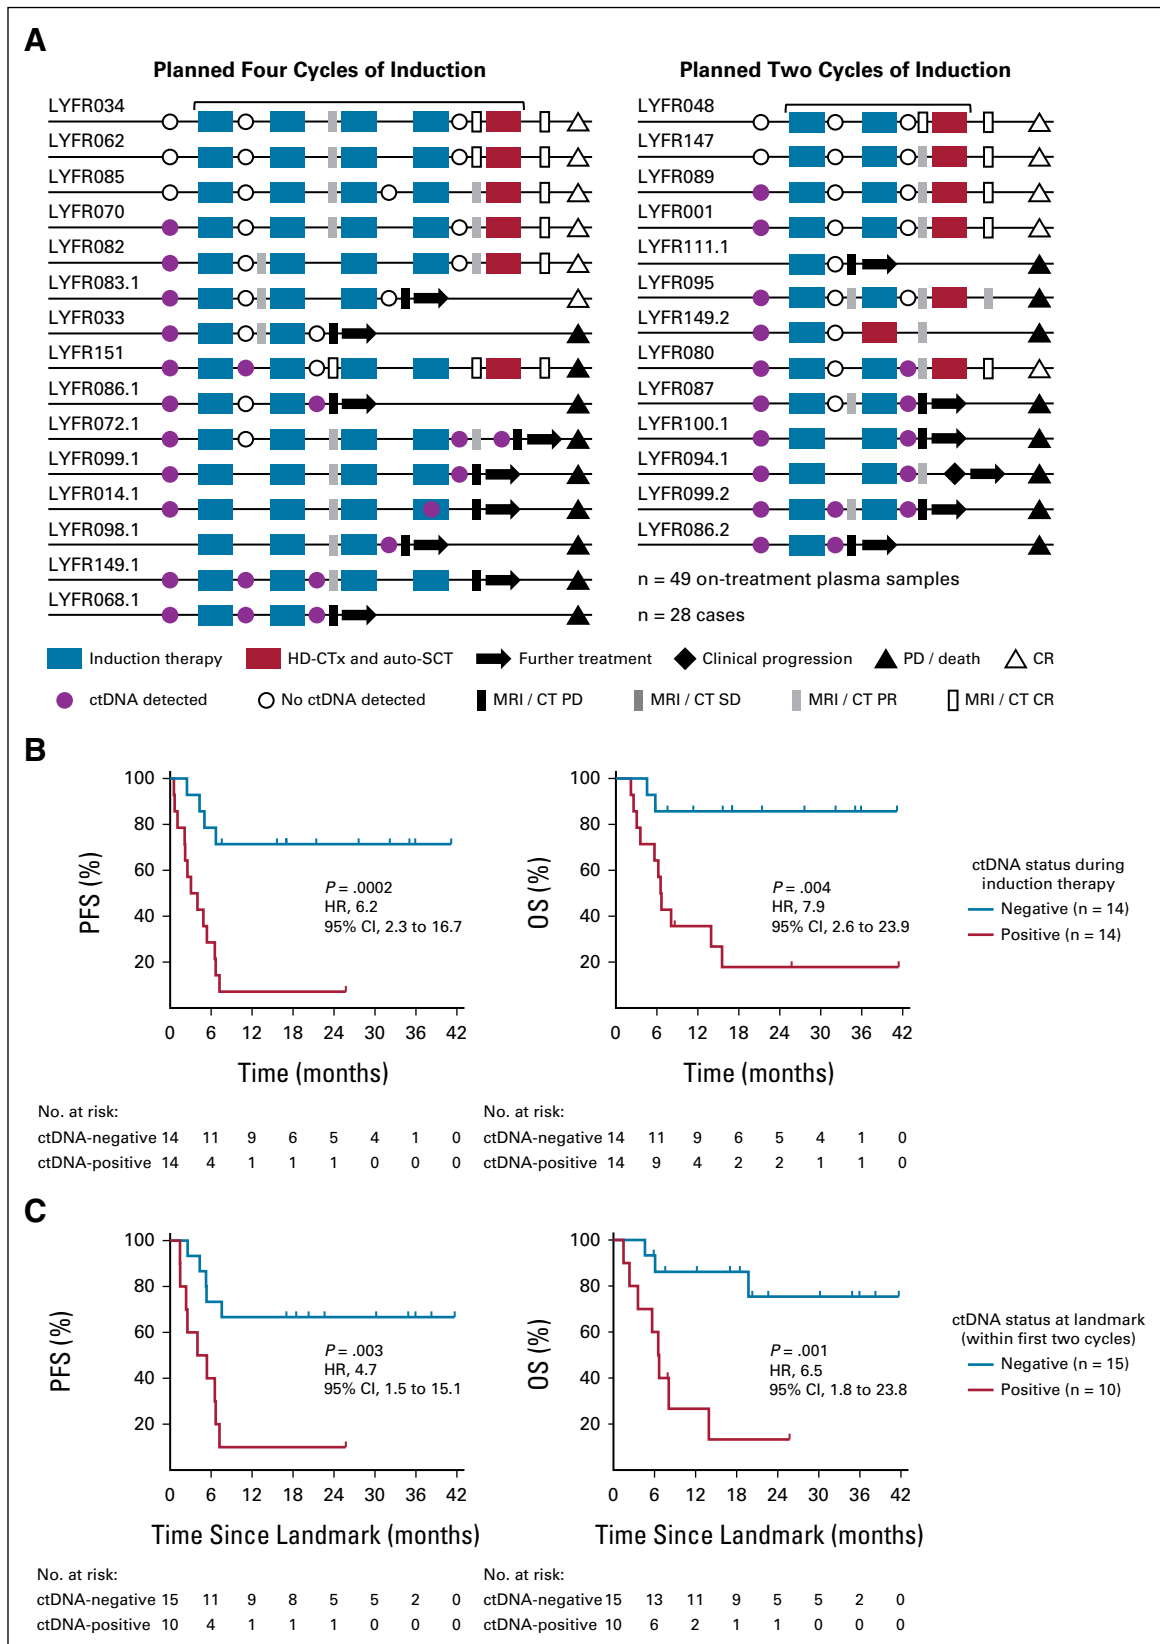 A
Planned Four Cycles of Induction
LYFR034
LYFR062
LYFR085
LYFR070
LYFR082
LYFR083.1
LYFR033
LYFR151
LYFR086.1
LYFR072.1
LYFR099.1
LYFR014.1
LYFR098.1
LYFR149.1
LYFR068.1
Planned Two Cycles of Induction
LYFR048
LYFR147
LYFR089
LYFR001
LYFR111.1
LYFR095
LYFR149.2
LYFR080
LYFR087
LYFR100.1
LYFR094.1
LYFR099.2
LYFR086.2
n = 49 on-treatment plasma samples
n = 28 cases
Induction therapy HD-CTx and auto-SCT Further treatment Clinical progression PD / death CR
ctDNA detected No ctDNA detected MRI / CT PD MRI / CT SD MRI / CT PR MRI / CT CR
B
PFS (%)
100
80
60
40
20
P = .0002
HR, 6.2
95% CI, 2.3 to 16.7
0 6 12 18 24 30 36 42
Time (months)
No. at risk:
ctDNA-negative 14 11 9 6 5 4 1 0
ctDNA-positive 14 4 1 1 1 0 0 0
OS (%)
100
80
60
40
20
P = .004
HR, 7.9
95% CI, 2.6 to 23.9
0 6 12 18 24 30 36 42
Time (months)
No. at risk:
ctDNA-negative 14 11 9 6 5 4 1 0
ctDNA-positive 14 9 4 2 2 1 1 0
ctDNA status during
induction therapy
Negative (n = 14)
Positive (n = 14)
C
PFS (%)
100
80
60
40
20
P = .003
HR, 4.7
95% CI, 1.5 to 15.1
0 6 12 18 24 30 36 42
Time Since Landmark (months)
No. at risk:
ctDNA-negative 15 11 9 8 5 5 2 0
ctDNA-positive 10 4 1 1 1 0 0 0
OS (%)
100
80
60
40
20
P = .001
HR, 6.5
95% CI, 1.8 to 23.8
0 6 12 18 24 30 36 42
Time Since Landmark (months)
No. at risk:
ctDNA-negative 15 13 11 9 5 5 2 0
ctDNA-positive 10 6 2 1 1 0 0 0
ctDNA status at landmark
(within first two cycles)
Negative (n = 15)
Positive (n = 10)